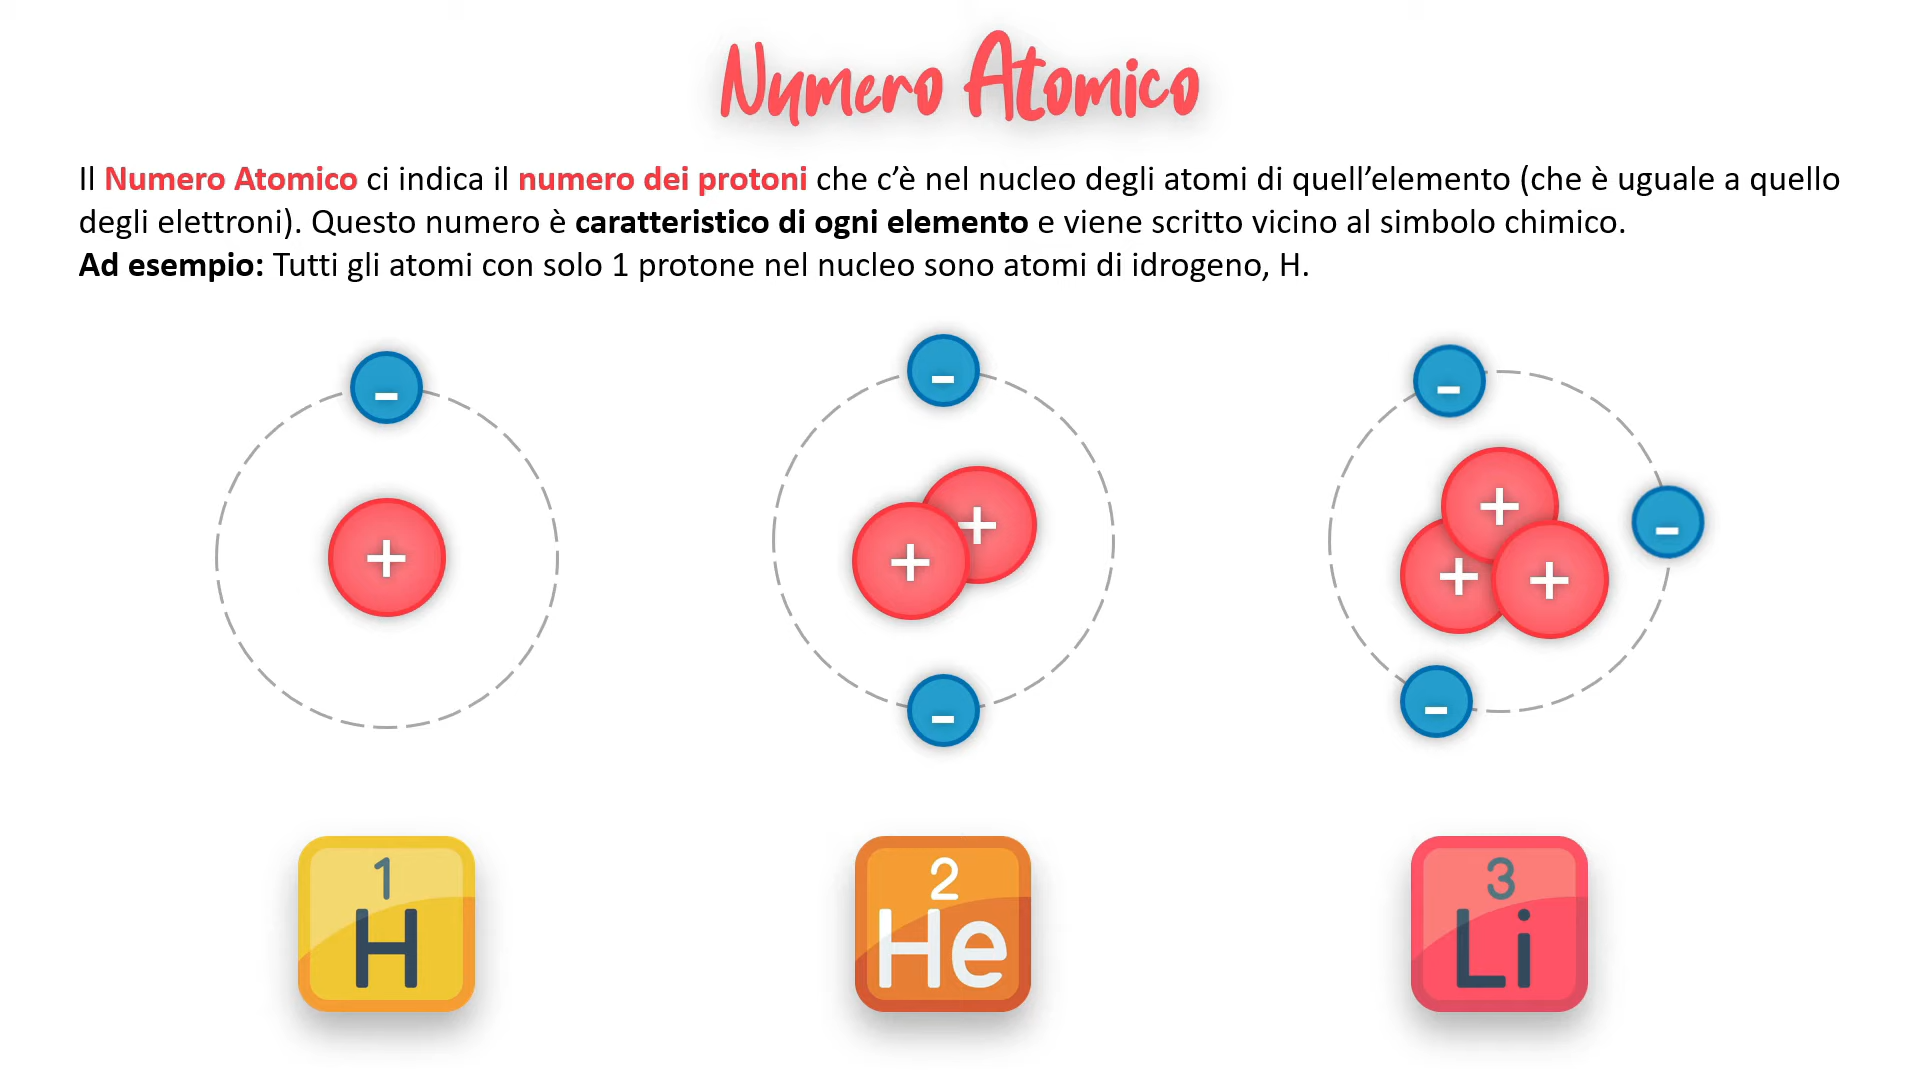 Numero Atomico
Il Numero Atomico ci indica il numero dei protoni che c’è nel nucleo degli atomi di quell’elemento (che è uguale a quello
degli elettroni). Questo numero è caratteristico di ogni elemento e viene scritto vicino al simbolo chimico.
Ad esempio: Tutti gli atomi con solo 1 protone nel nucleo sono atomi di idrogeno, H.
-
+
-
+
+
-
-
+
-
+
+
-
1
H
2
He
3
Li